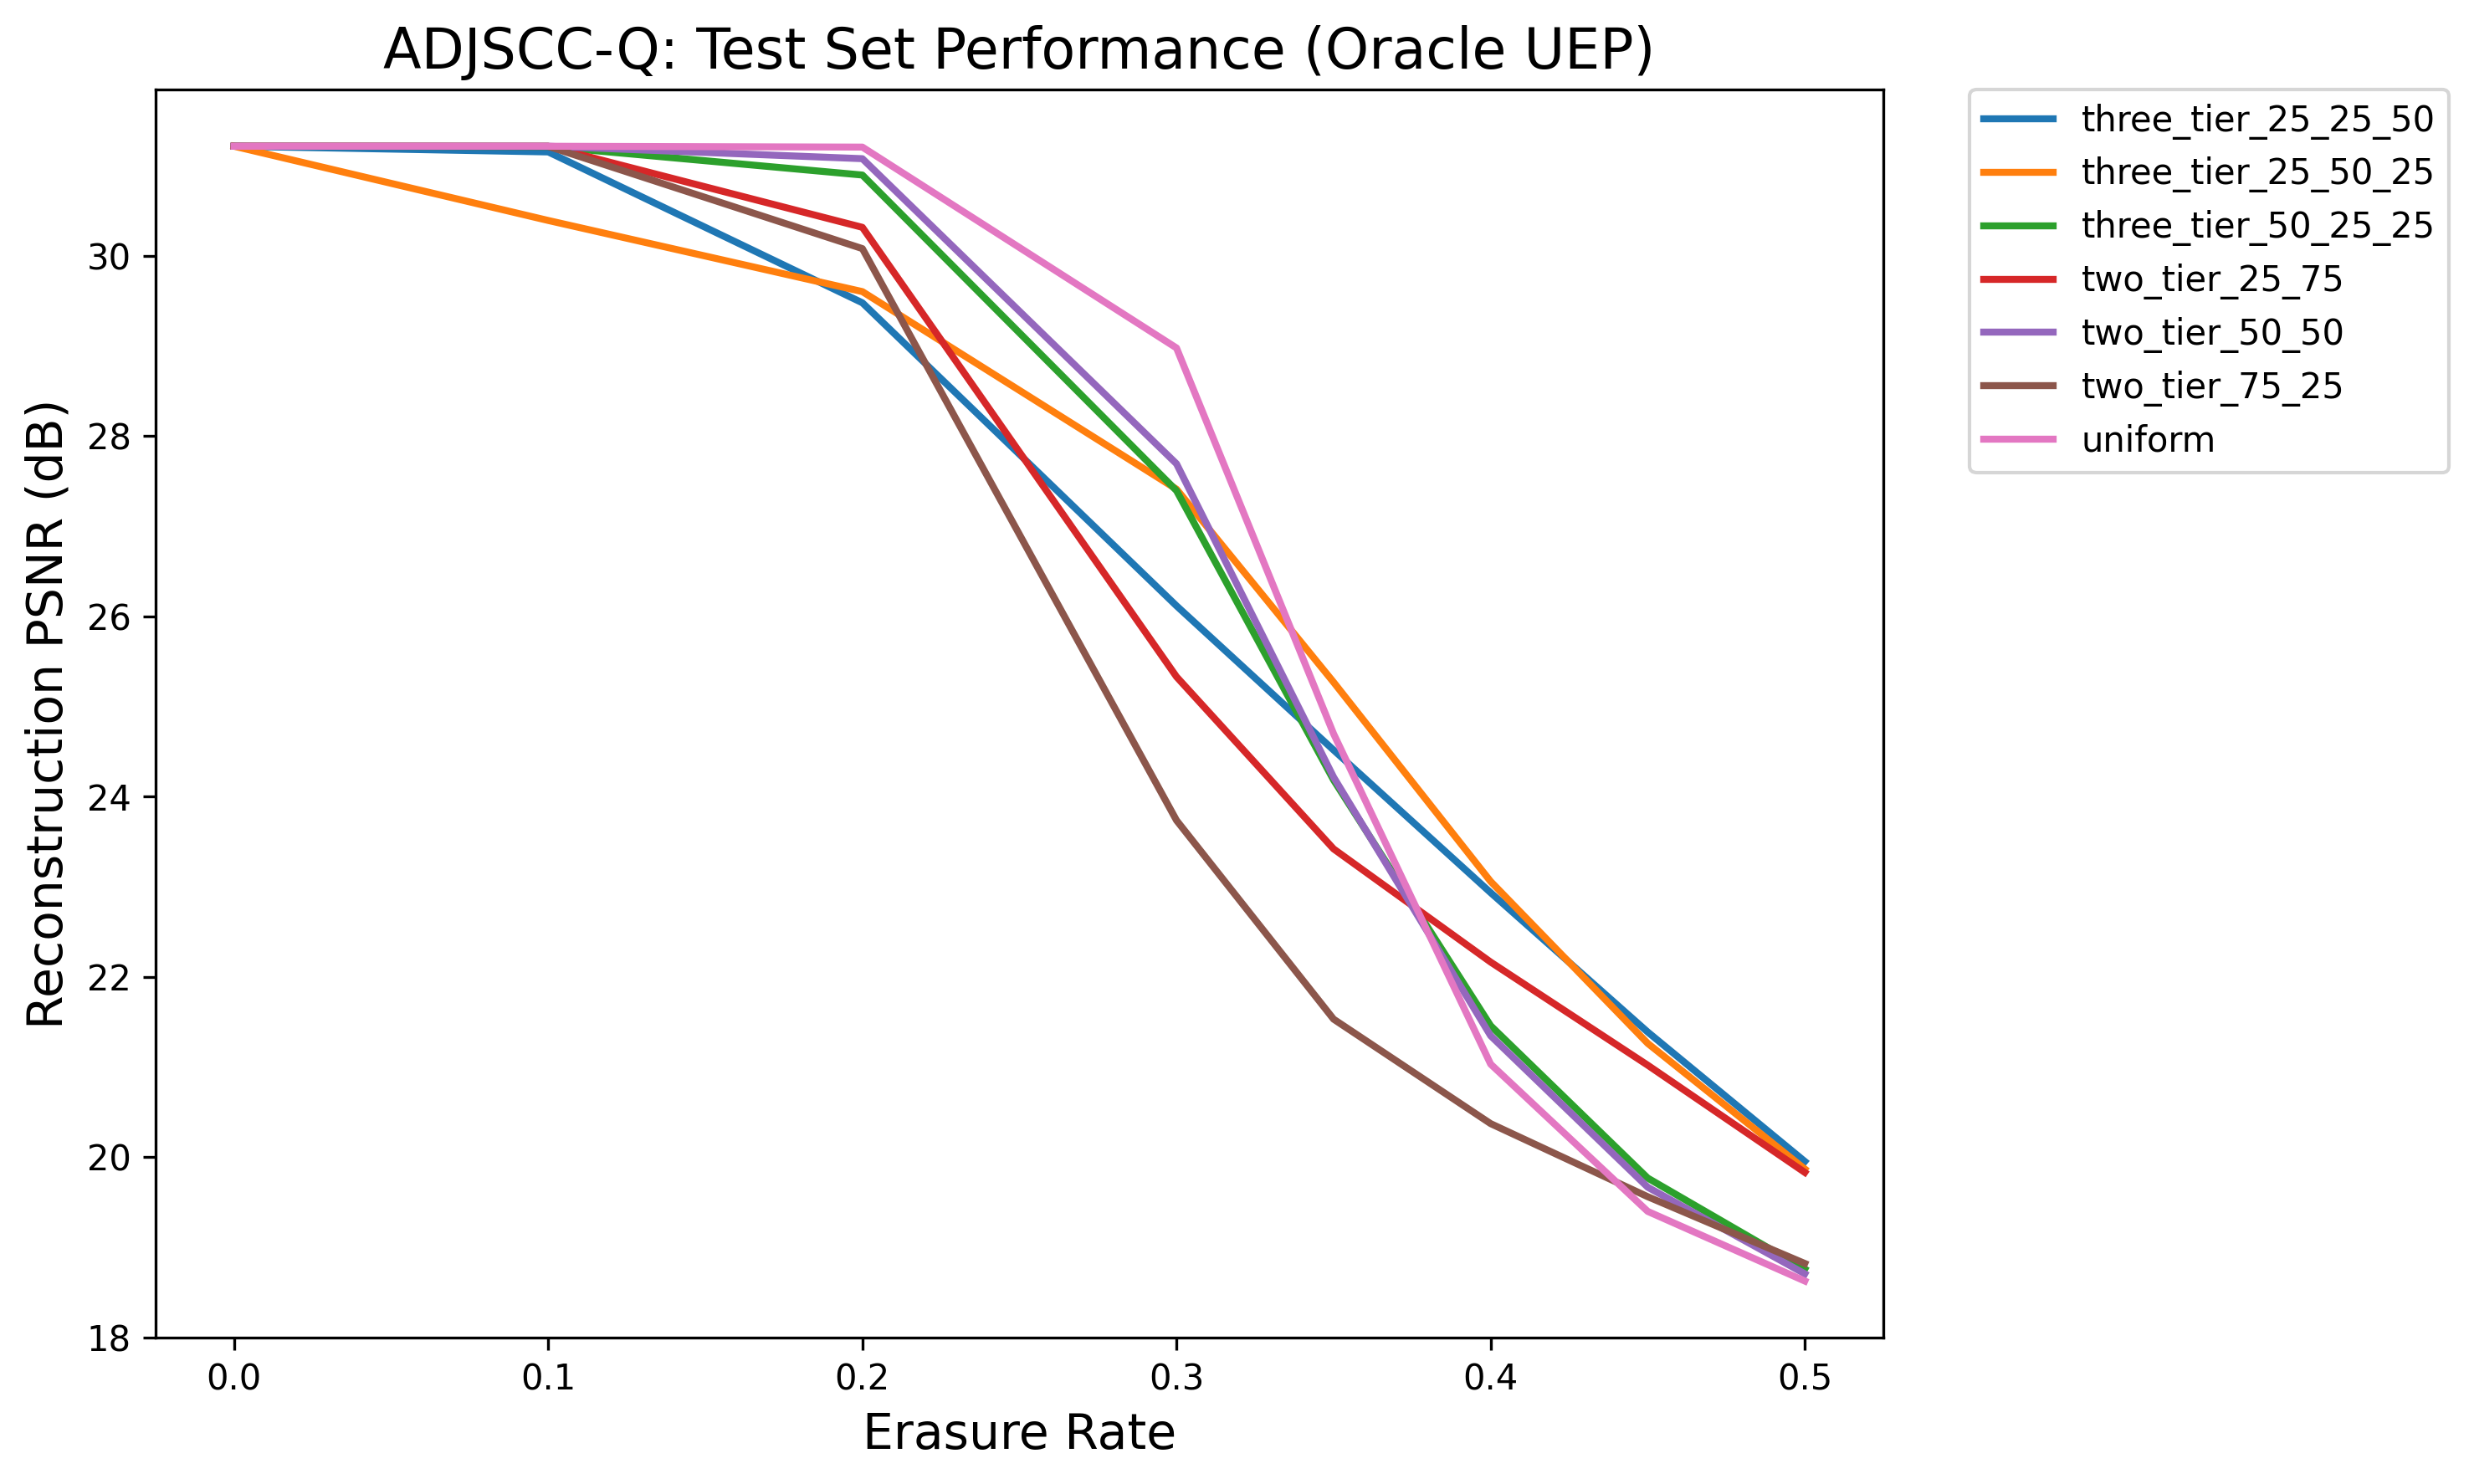 ADJSCC-Q: Test Set Performance (Oracle UEP)
Reconstruction PSNR (dB)
30
28
26
24
22
20
18
0.0 0.1 0.2 0.3 0.4 0.5
Erasure Rate
three_tier_25_25_50
three_tier_25_50_25
three_tier_50_25_25
two_tier_25_75
two_tier_50_50
two_tier_75_25
uniform